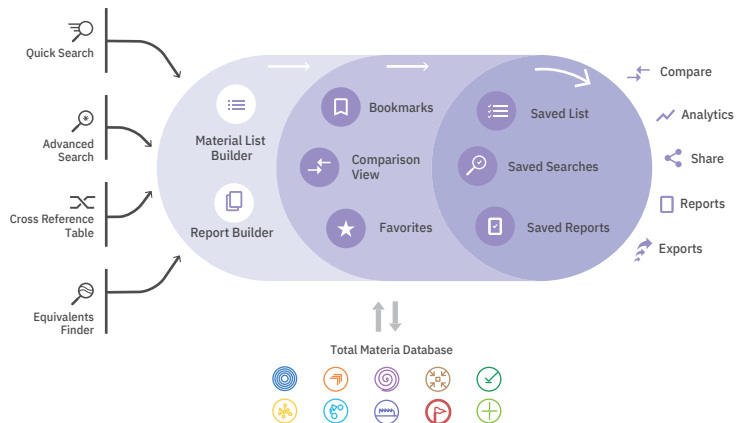 Quick Search
Advanced
Search
Cross Reference
Table
Equivalents
Finder
Material List
Builder
Report Builder
Bookmarks
Comparison
View
Favorites
Saved List
Saved Searches
Saved Reports
Compare
Analytics
Share
Reports
Exports
Total Materia Database